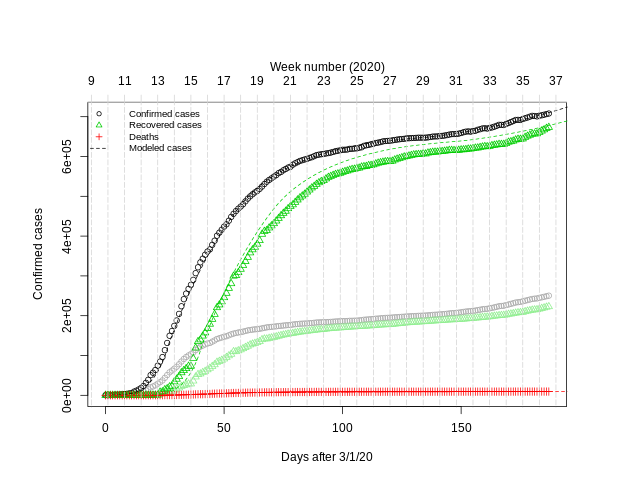 Week number (2020)
9 11 13 15 17 19 21 23 25 27 29 31 33 35 37
Confirmed cases
Recovered cases
Deaths
Modeled cases
Confirmed cases
6e+05
4e+05
2e+05
0e+00
0 50 100 150
Days after 3/1/20